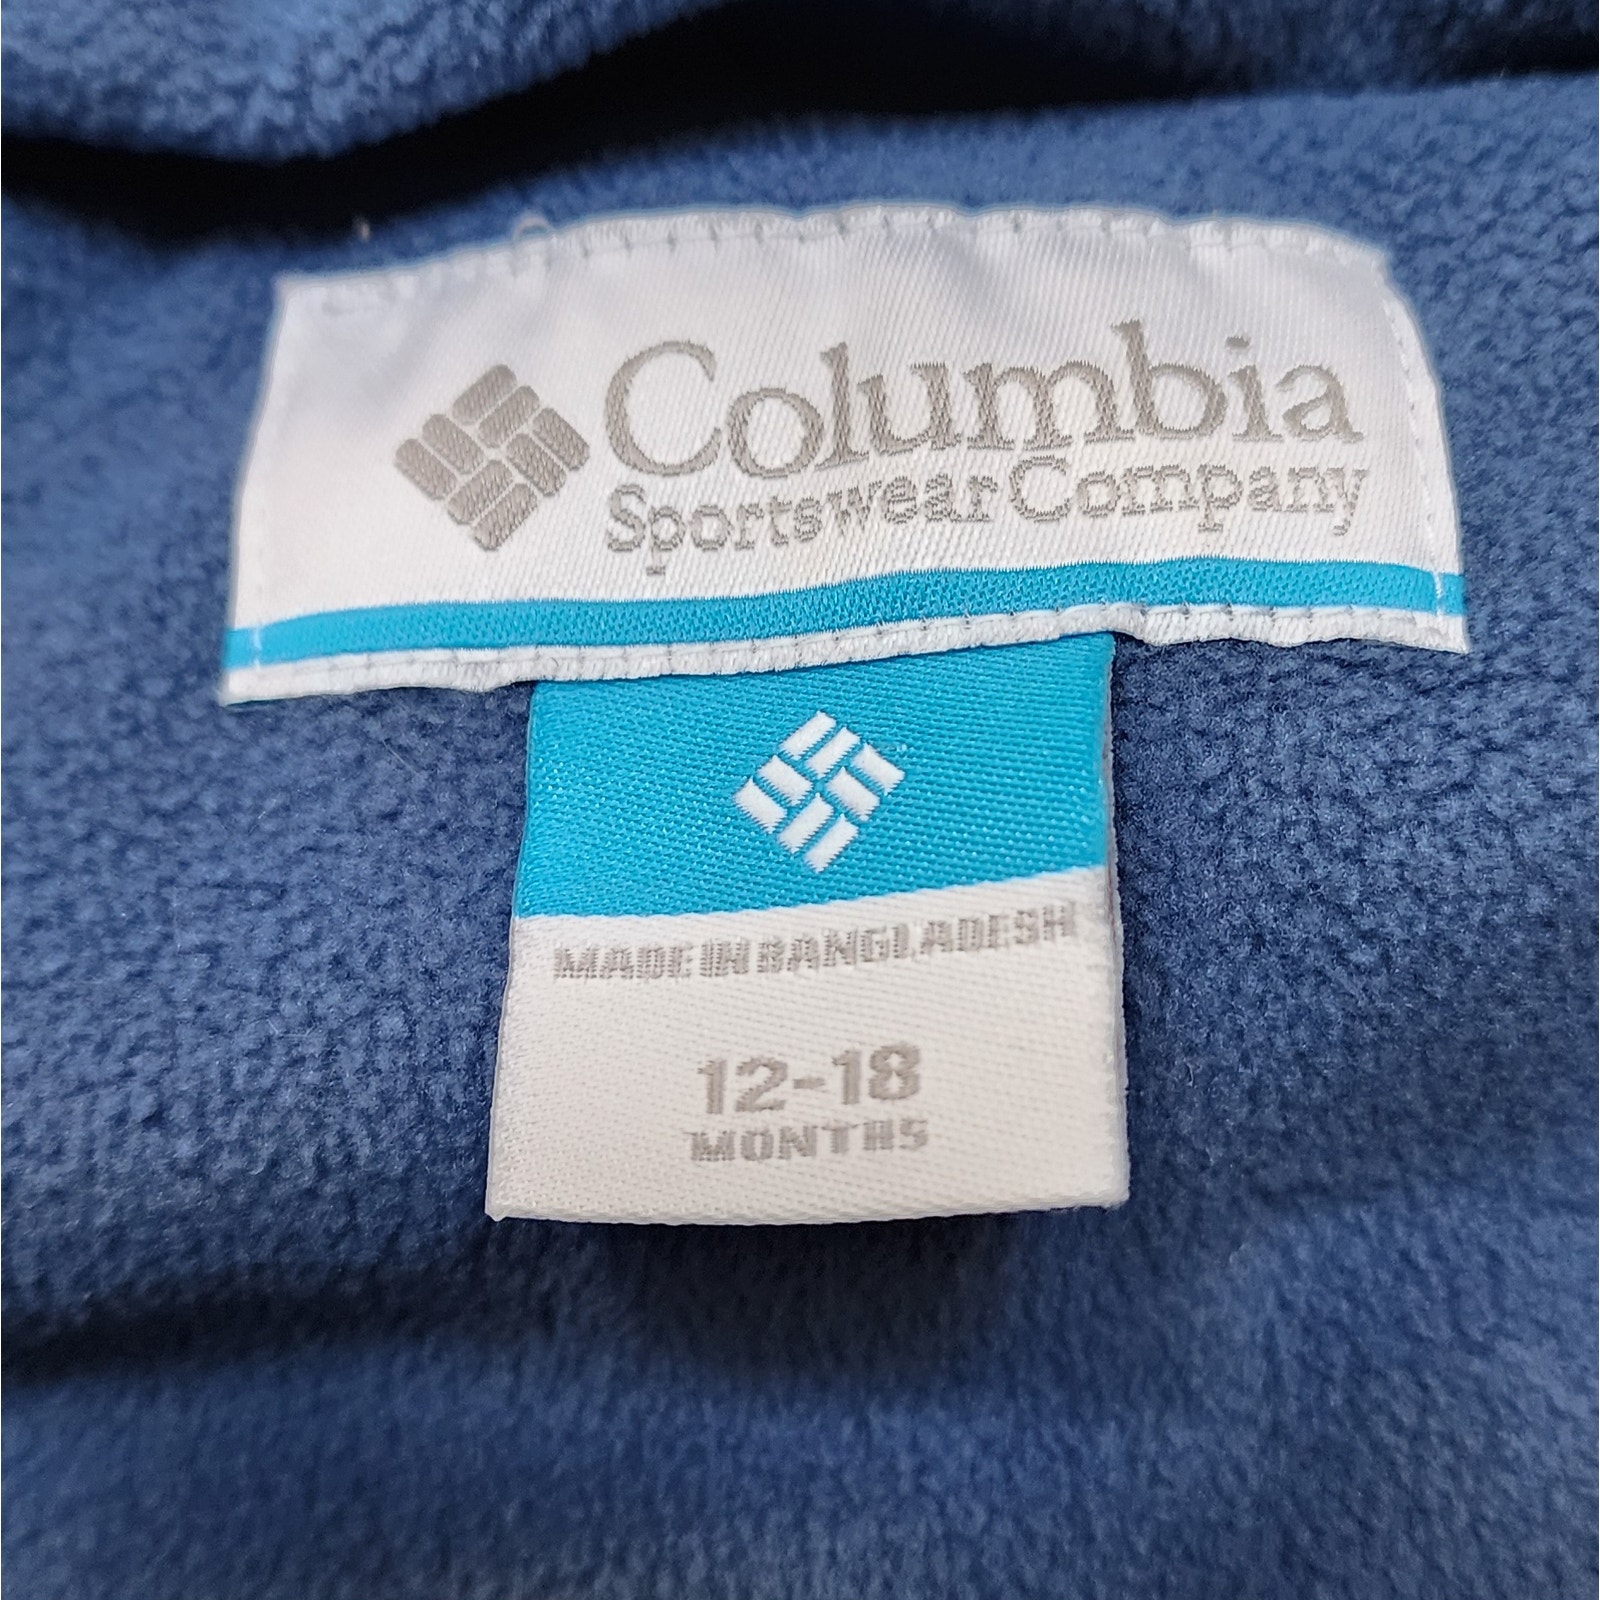 Columbia
Sportswear Company
MADE IN BANGLADESH
12-18
MONTHS